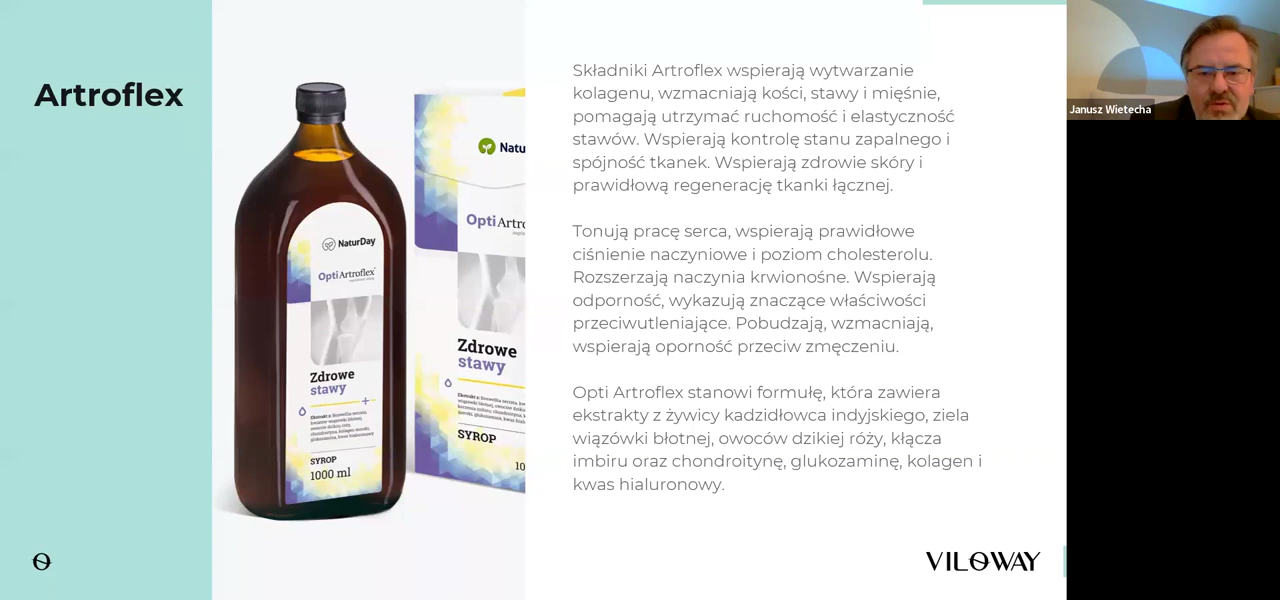 Artroflex
NaturDay
OptiArtroflex
Zdrowe
stawy
SYROP
1000 ml
Natu
OptiArtro
Zdrowe
stawy
SYROP
10
Składniki Artroflex wspierają wytwarzanie
kolagenu, wzmacniają kości, stawy i mięśnie,
pomagają utrzymać ruchomość i elastyczność
stawów. Wspierają kontrolę stanu zapalnego i
spójność tkanek. Wspierają zdrowie skóry i
prawidłową regenerację tkanki łącznej.
Tonują pracę serca, wspierają prawidłowe
ciśnienie naczyniowe i poziom cholesterolu.
Rozszerzają naczynia krwionośne. Wspierają
odporność, wykazują znaczące właściwości
przeciwutleniające. Pobudzają, wzmacniają,
wspierają oporność przeciw zmęczeniu.
Opti Artroflex stanowi formułę, która zawiera
ekstrakty z żywicy kadzidłowca indyjskiego, ziela
wiązówki błotnej, owoców dzikiej róży, kłącza
imbiru oraz chondroitynę, glukozaminę, kolagen i
kwas hialuronowy.
VILOWAY
Janusz Wietecha